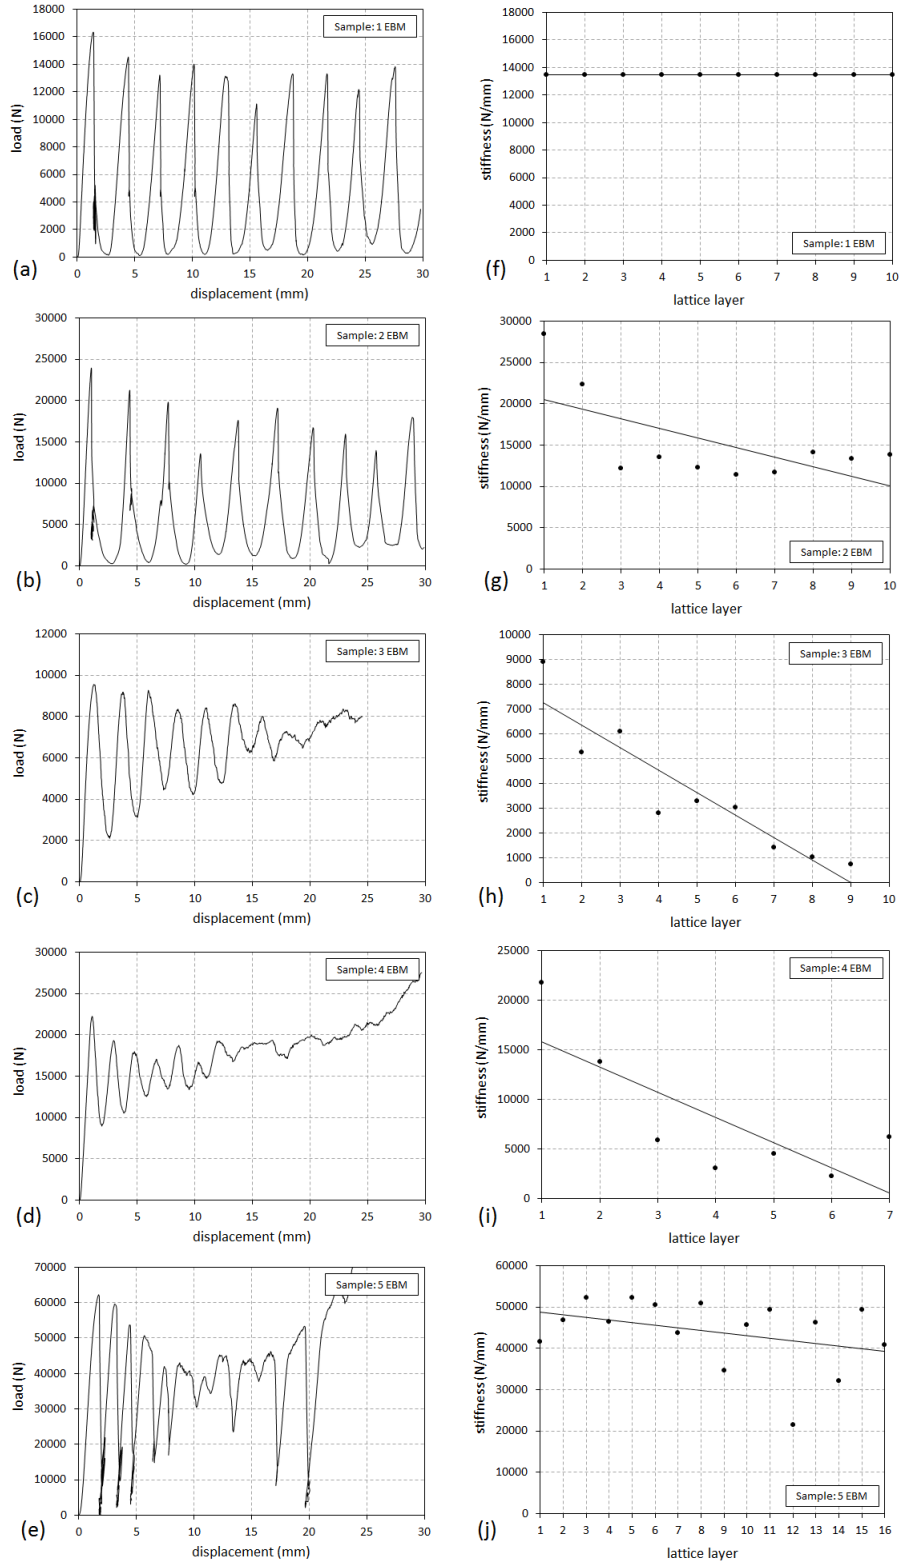 18000
16000
14000
12000
10000
8000
6000
4000
2000
0
load (N)
Sample: 1 EBM
0 5 10 15 20 25 30
displacement (mm)
(a)
18000
16000
14000
12000
10000
8000
6000
4000
2000
0
stiffness (N/mm)
Sample: 1 EBM
1 2 3 4 5 6 7 8 9 10
lattice layer
(f)
30000
25000
20000
15000
10000
5000
0
load (N)
Sample: 2 EBM
0 5 10 15 20 25 30
displacement (mm)
(b)
30000
25000
20000
15000
10000
5000
0
stiffness (N/mm)
Sample: 2 EBM
1 2 3 4 5 6 7 8 9 10
lattice layer
(g)
12000
10000
8000
6000
4000
2000
0
load (N)
Sample: 3 EBM
0 5 10 15 20 25 30
displacement (mm)
(c)
10000
9000
8000
7000
6000
5000
4000
3000
2000
1000
0
stiffness (N/mm)
Sample: 3 EBM
1 2 3 4 5 6 7 8 9 10
lattice layer
(h)
30000
25000
20000
15000
10000
5000
0
load (N)
Sample: 4 EBM
0 5 10 15 20 25 30
displacement (mm)
(d)
25000
20000
15000
10000
5000
0
stiffness (N/mm)
Sample: 4 EBM
1 2 3 4 5 6 7
lattice layer
(i)
70000
60000
50000
40000
30000
20000
10000
0
load (N)
Sample: 5 EBM
0 5 10 15 20 25 30
displacement (mm)
(e)
60000
50000
40000
30000
20000
10000
0
stiffness (N/mm)
Sample: 5 EBM
1 2 3 4 5 6 7 8 9 10 11 12 13 14 15 16
lattice layer
(j)